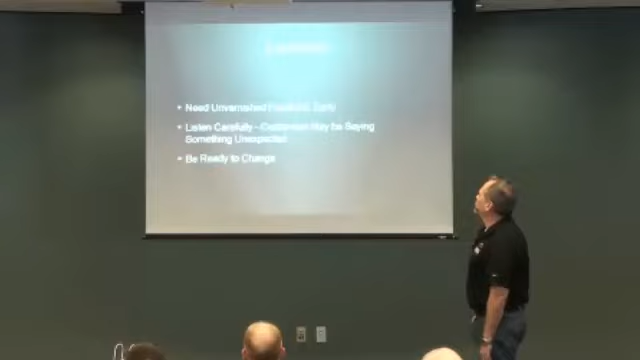 • Need Unvarnished Early
• Listen Carefully - Customers May be Saying
Something Unexpected
• Be Ready to Change